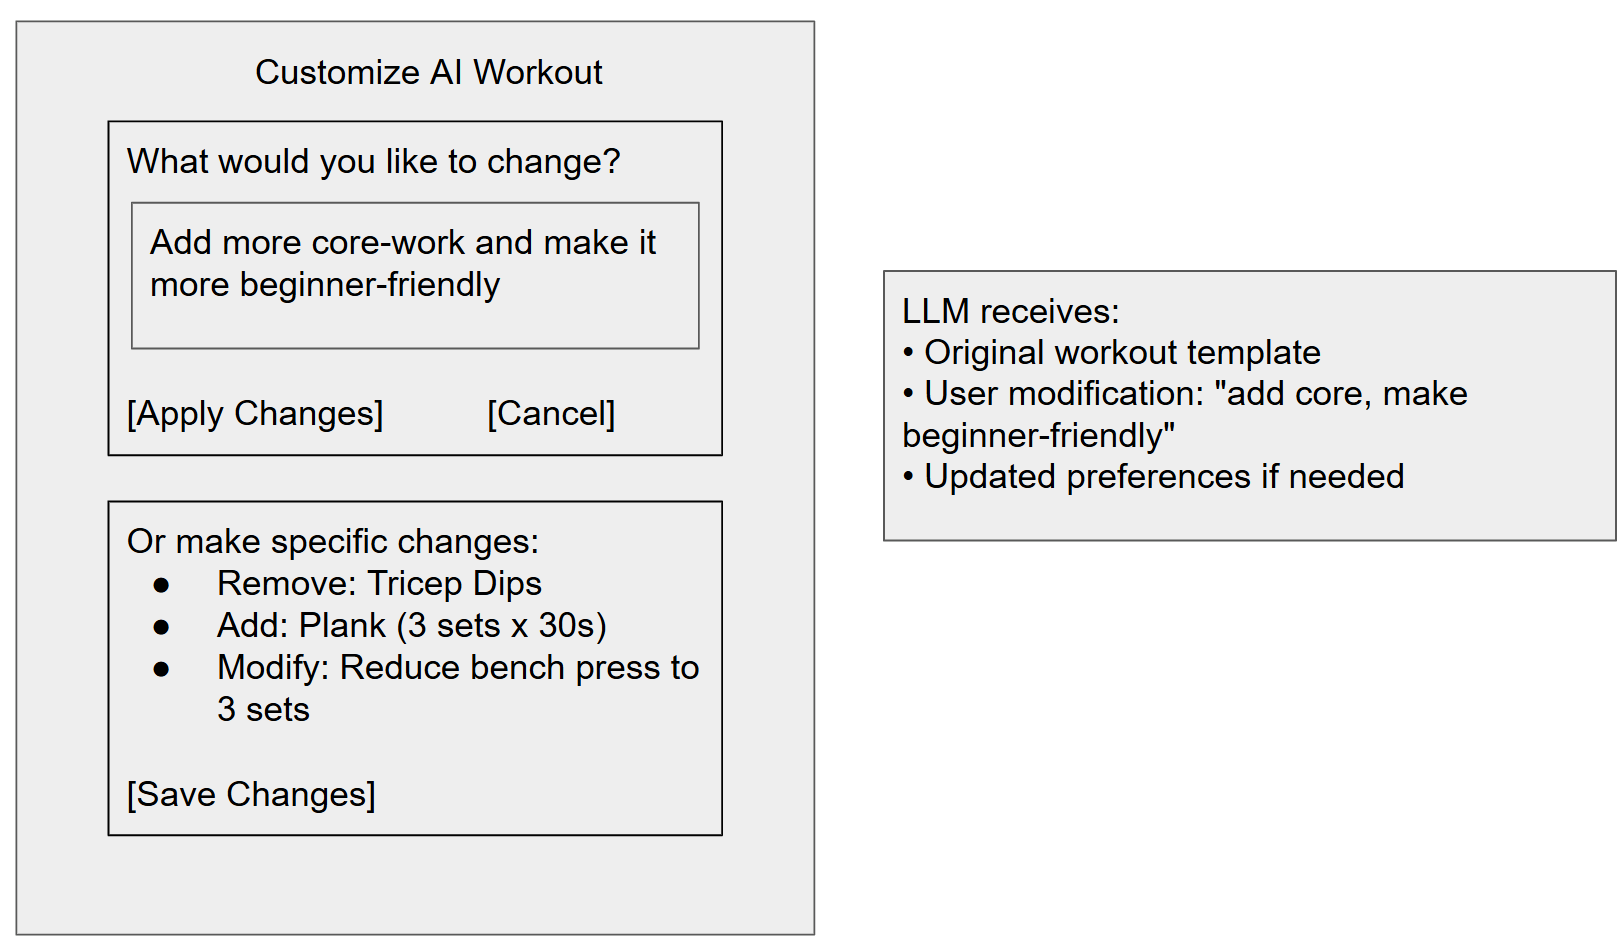 Customize AI Workout
What would you like to change?
Add more core-work and make it
more beginner-friendly
[Apply Changes] [Cancel]
Or make specific changes:
● Remove: Tricep Dips
● Add: Plank (3 sets x 30s)
● Modify: Reduce bench press to
3 sets
[Save Changes]
LLM receives:
• Original workout template
• User modification: "add core, make
beginner-friendly"
• Updated preferences if needed